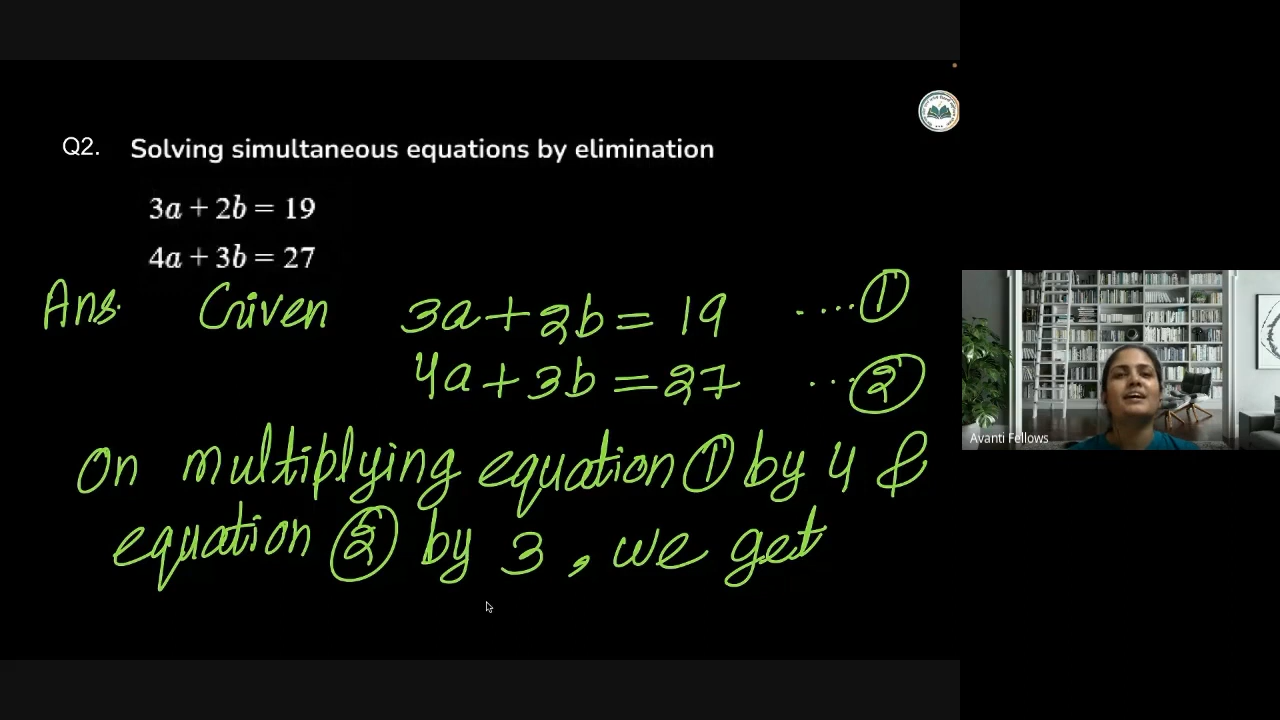 Q2. Solving simultaneous equations by elimination
3a + 2b = 19
4a + 3b = 27
Ans. Given 3a + 2b = 19 ....①
4a + 3b = 27 ...②
On multiplying equation ① by 4 &
equation ② by 3, we get
Avanti Fellows